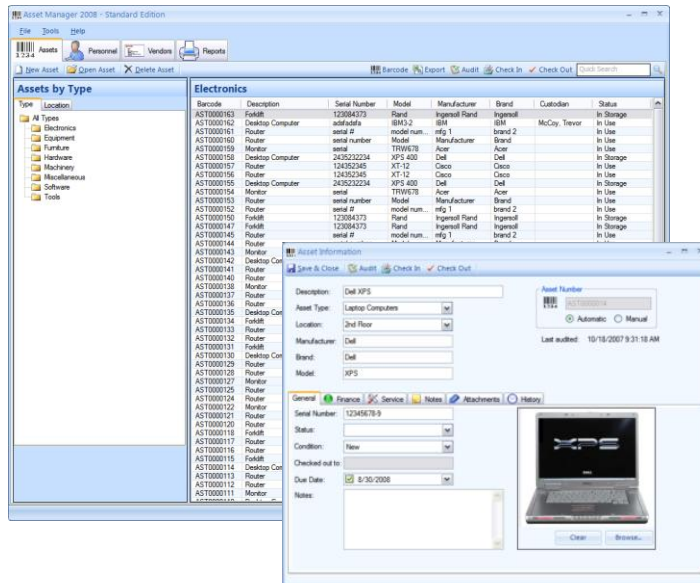 Asset Manager 2008 - Standard Edition
File Tools Help
Assets Personnel Vendors Reports
New Asset Open Asset Delete Asset Barcode Export Audit Check In Check Out Quick Search
Assets by Type
Type Location
All Types
Electronics
Equipment
Furniture
Hardware
Machinery
Miscellaneous
Software
Tools
Electronics
Barcode Description Serial Number Model Manufacturer Brand Custodian Status
AST0000163 Forklift 123084373 Rand Ingersoll Rand Ingersoll In Storage
AST0000162 Desktop Computer adsfadsfa IBM3-2 IBM IBM McCoy, Trevor In Use
AST0000161 Router serial # model num... mfg 1 brand 2 In Use
AST0000160 Router serial number Model Manufacturer Brand In Use
AST0000159 Monitor serial TRW678 Acer Acer In Use
AST0000158 Desktop Computer 2435232234 XPS 400 Dell Dell In Storage
AST0000157 Router 124352345 XT-12 Cisco Cisco In Use
AST0000156 Router 124352345 XT-12 Cisco Cisco In Use
AST0000155 Desktop Computer 2435232234 XPS 400 Dell Dell In Storage
AST0000154 Monitor serial TRW678 Acer Acer In Use
AST0000153 Router serial number Model Manufacturer Brand In Use
AST0000152 Router serial # model num... mfg 1 brand 2 In Use
AST0000150 Forklift 123084373 Rand Ingersoll Rand Ingersoll In Storage
AST0000147 Forklift 123084373 Rand Ingersoll Rand Ingersoll In Storage
AST0000145 Router serial # model num... mfg 1 brand 2 In Use
AST0000144 Router
AST0000143 Monitor
AST0000142 Desktop Con
AST0000141 Router
AST0000140 Router
AST0000138 Monitor
AST0000137 Router
AST0000136 Router
AST0000135 Desktop Con
AST0000134 Forklift
AST0000133 Router
AST0000132 Router
AST0000131 Forklift
AST0000130 Desktop Con
AST0000129 Router
AST0000128 Router
AST0000127 Monitor
AST0000125 Router
AST0000124 Router
AST0000122 Monitor
AST0000121 Router
AST0000120 Router
AST0000118 Forklift
AST0000117 Router
AST0000116 Router
AST0000115 Forklift
AST0000114 Desktop Con
AST0000113 Router
AST0000112 Router
AST0000111 Monitor
Asset Information
Save & Close Audit Check In Check Out
Description: Dell XPS
Asset Type: Laptop Computers
Location: 2nd Floor
Manufacturer: Dell
Brand: Dell
Model: XPS
Asset Number
AST0000014
Automatic Manual
Last audited: 10/18/2007 9:31:18 AM
General Finance Service Notes Attachments History
Serial Number: 12345678-9
Status:
Condition: New
Checked out to:
Due Date: 8/30/2008
Notes:
XPS
Clear Browse...